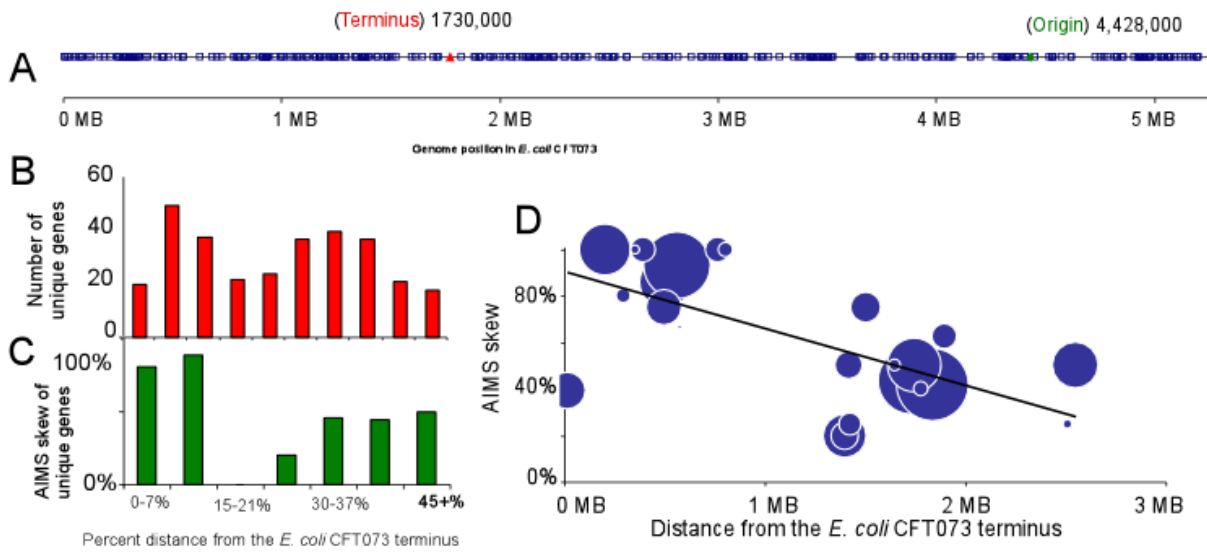 (Terminus) 1730,000
(Origin) 4,428,000
A
0 MB 1 MB 2 MB 3 MB 4 MB 5 MB
Genome position in E. coli CFT073
B
Number of
unique genes
60
40
20
0
C
AIMS skew of
unique genes
100%
0%
0-7% 15-21% 30-37% 45+%
Percent distance from the E. coli CFT073 terminus
D
AIMS skew
80%
40%
0%
0 MB 1 MB 2 MB 3 MB
Distance from the E. coli CFT073 terminus